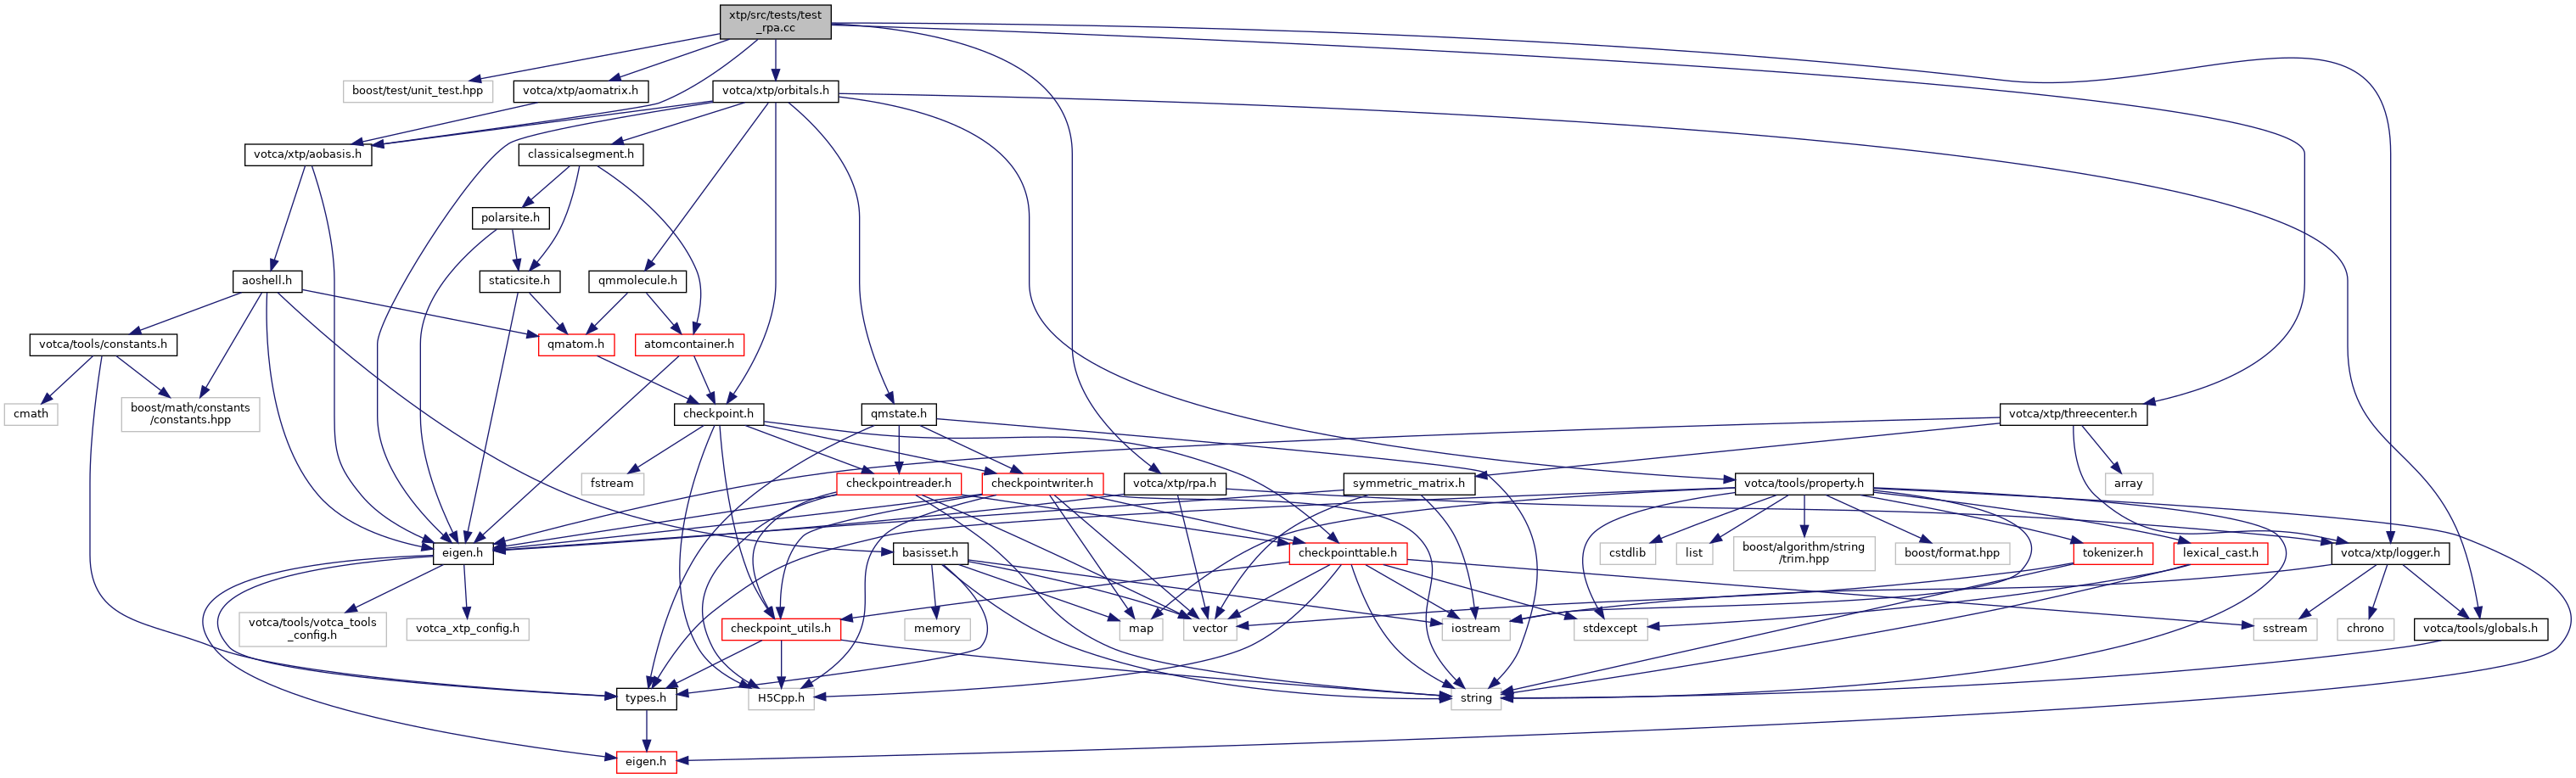 xtp/src/tests/test
_rpa.cc
boost/test/unit_test.hpp
votca/xtp/aomatrix.h
votca/xtp/orbitals.h
votca/xtp/aobasis.h
classicalsegment.h
polarsite.h
aoshell.h
staticsite.h
qmmolecule.h
votca/tools/constants.h
qmatom.h
atomcontainer.h
cmath
boost/math/constants
/constants.hpp
checkpoint.h
qmstate.h
votca/xtp/threecenter.h
fstream
checkpointreader.h
checkpointwriter.h
votca/xtp/rpa.h
symmetric_matrix.h
votca/tools/property.h
array
eigen.h
basisset.h
checkpointtable.h
cstdlib
list
boost/algorithm/string
/trim.hpp
boost/format.hpp
tokenizer.h
lexical_cast.h
votca/xtp/logger.h
votca/tools/votca_tools
_config.h
votca_xtp_config.h
checkpoint_utils.h
memory
map
vector
iostream
stdexcept
sstream
chrono
votca/tools/globals.h
types.h
H5Cpp.h
string
eigen.h